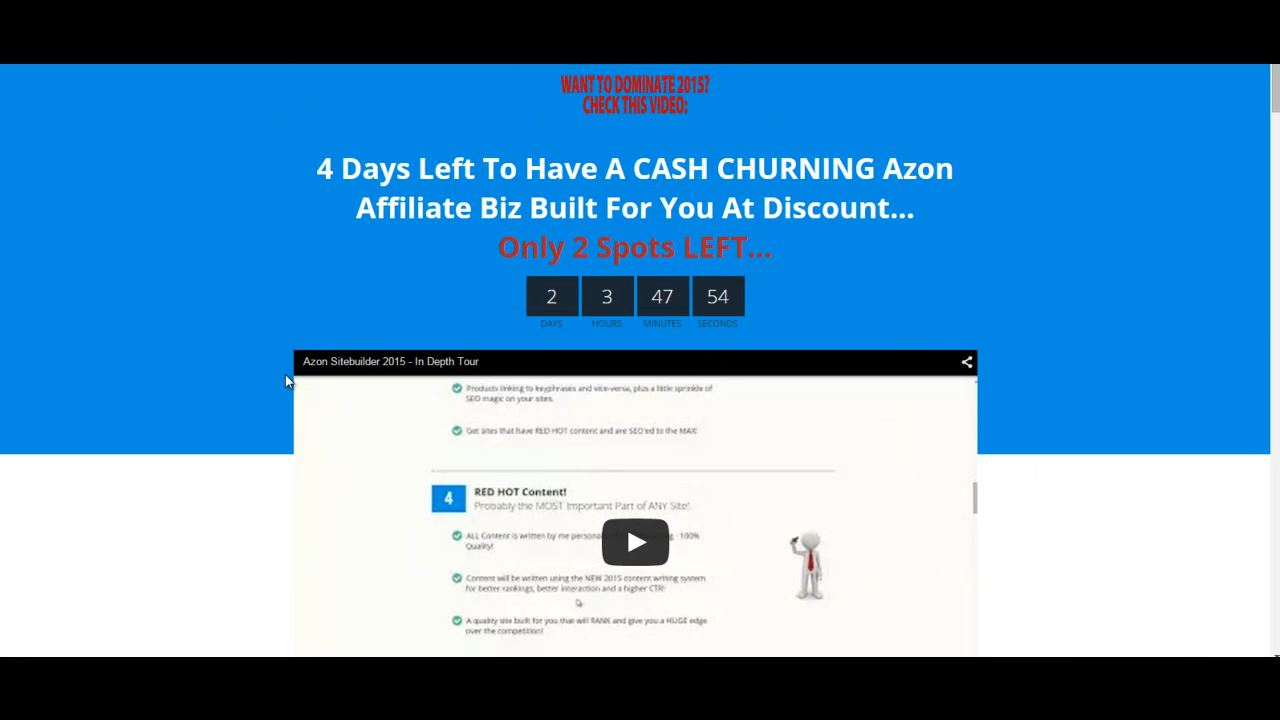 WANT TO DOMINATE 2015?
CHECK THIS VIDEO:
4 Days Left To Have A CASH CHURNING Azon
Affiliate Biz Built For You At Discount...
Only 2 Spots LEFT...
2 3 47 54
DAYS HOURS MINUTES SECONDS
Azon Sitebuilder 2015 - In Depth Tour
Products linking to keyphrases and vice-versa, plus a little sprinkle of
SEO magic on your sites.
Get sites that have RED HOT content and are SEO'ed to the MAX!
4
RED HOT Content!
Probably the MOST Important Part of ANY Site!
ALL Content is written by me - 100%
Quality!
Content will be written using the NEW 2015 content writing system
for better rankings, better interaction and a higher CTR!
A quality site built for you that will RANK and give you a HUGE edge
over the competition!